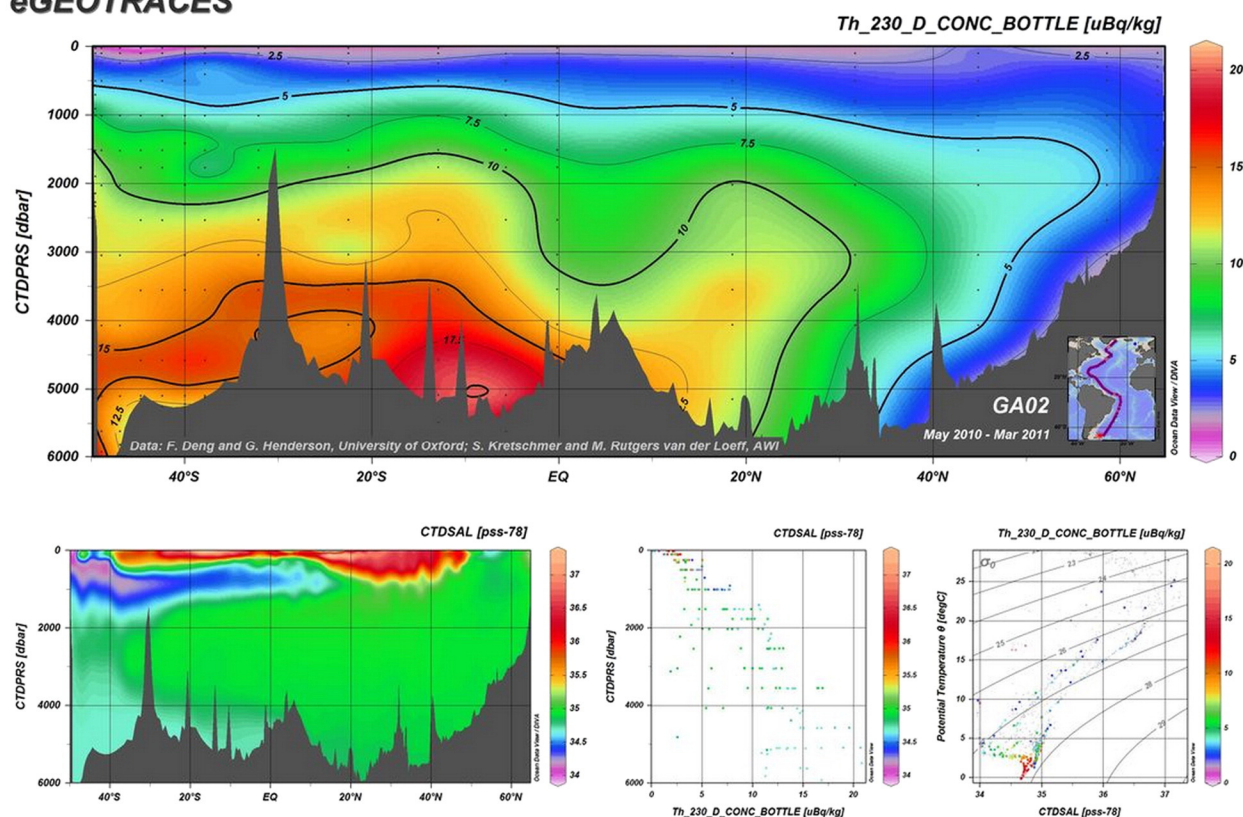 eGEOTRACES
Th_230_D_CONC_BOTTLE [uBq/kg]
0
1000
2000
3000
4000
5000
6000
CTDPRS [dbar]
40°S
20°S
EQ
20°N
40°N
60°N
2.5
2.5
5
5
7.5
7.5
10
10
5
15
17.
12.5
.5
20
15
10
5
0
GA02
May 2010 - Mar 2011
Ocean Data View / DIVA
Data: F. Deng and G. Henderson, University of Oxford; S. Kretschmer and M. Rutgers van der Loeff, AWI
CTDSAL [pss-78]
0
2000
4000
6000
CTDPRS [dbar]
40°S
20°S
EQ
20°N
40°N
60°N
37
36.5
36
35.5
35
34.5
34
Ocean Data View / DIVA
CTDSAL [pss-78]
0
2000
4000
6000
CTDPRS [dbar]
0
5
10
15
20
Th_230_D_CONC_BOTTLE [uBq/kg]
37
36.5
36
35.5
35
34.5
34
Ocean Data View
Th_230_D_CONC_BOTTLE [uBq/kg]
σ0
25
20
15
10
5
0
Potential Temperature θ [degC]
23
24
25
26
28
29
34
35
36
37
CTDSAL [pss-78]
20
15
10
5
0
Ocean Data View